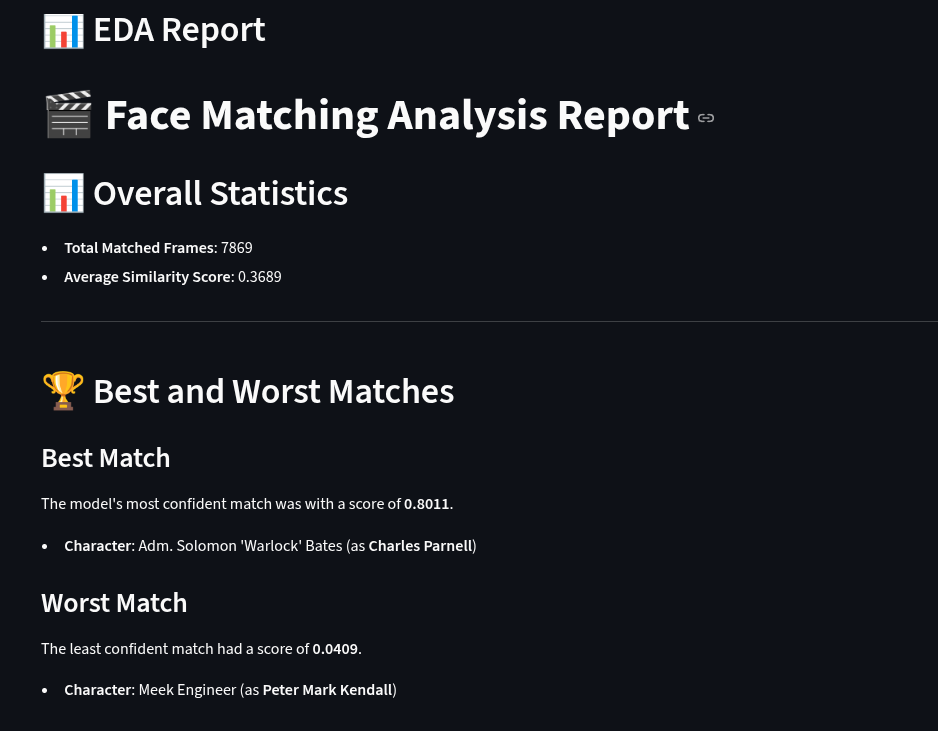 📊 EDA Report
🎬 Face Matching Analysis Report
📊 Overall Statistics
• Total Matched Frames: 7869
• Average Similarity Score: 0.3689
🏆 Best and Worst Matches
Best Match
The model's most confident match was with a score of 0.8011.
• Character: Adm. Solomon 'Warlock' Bates (as Charles Parnell)
Worst Match
The least confident match had a score of 0.0409.
• Character: Meek Engineer (as Peter Mark Kendall)